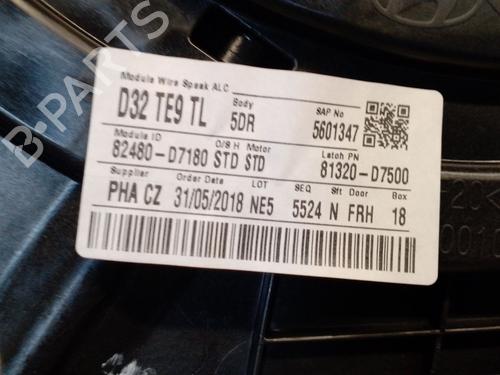 B-PARTS
Module Wire Speak ALC
Body
SAP No
D32 TE9 TL 5DR 5601347
Module ID O/S H Motor Latch PN
82480-D7180 STD STD 81320-D7500
Supplier Order Date LOT SEQ Sft Door Box
PHA CZ 31/05/2018 NE5 5524 N FRH 18